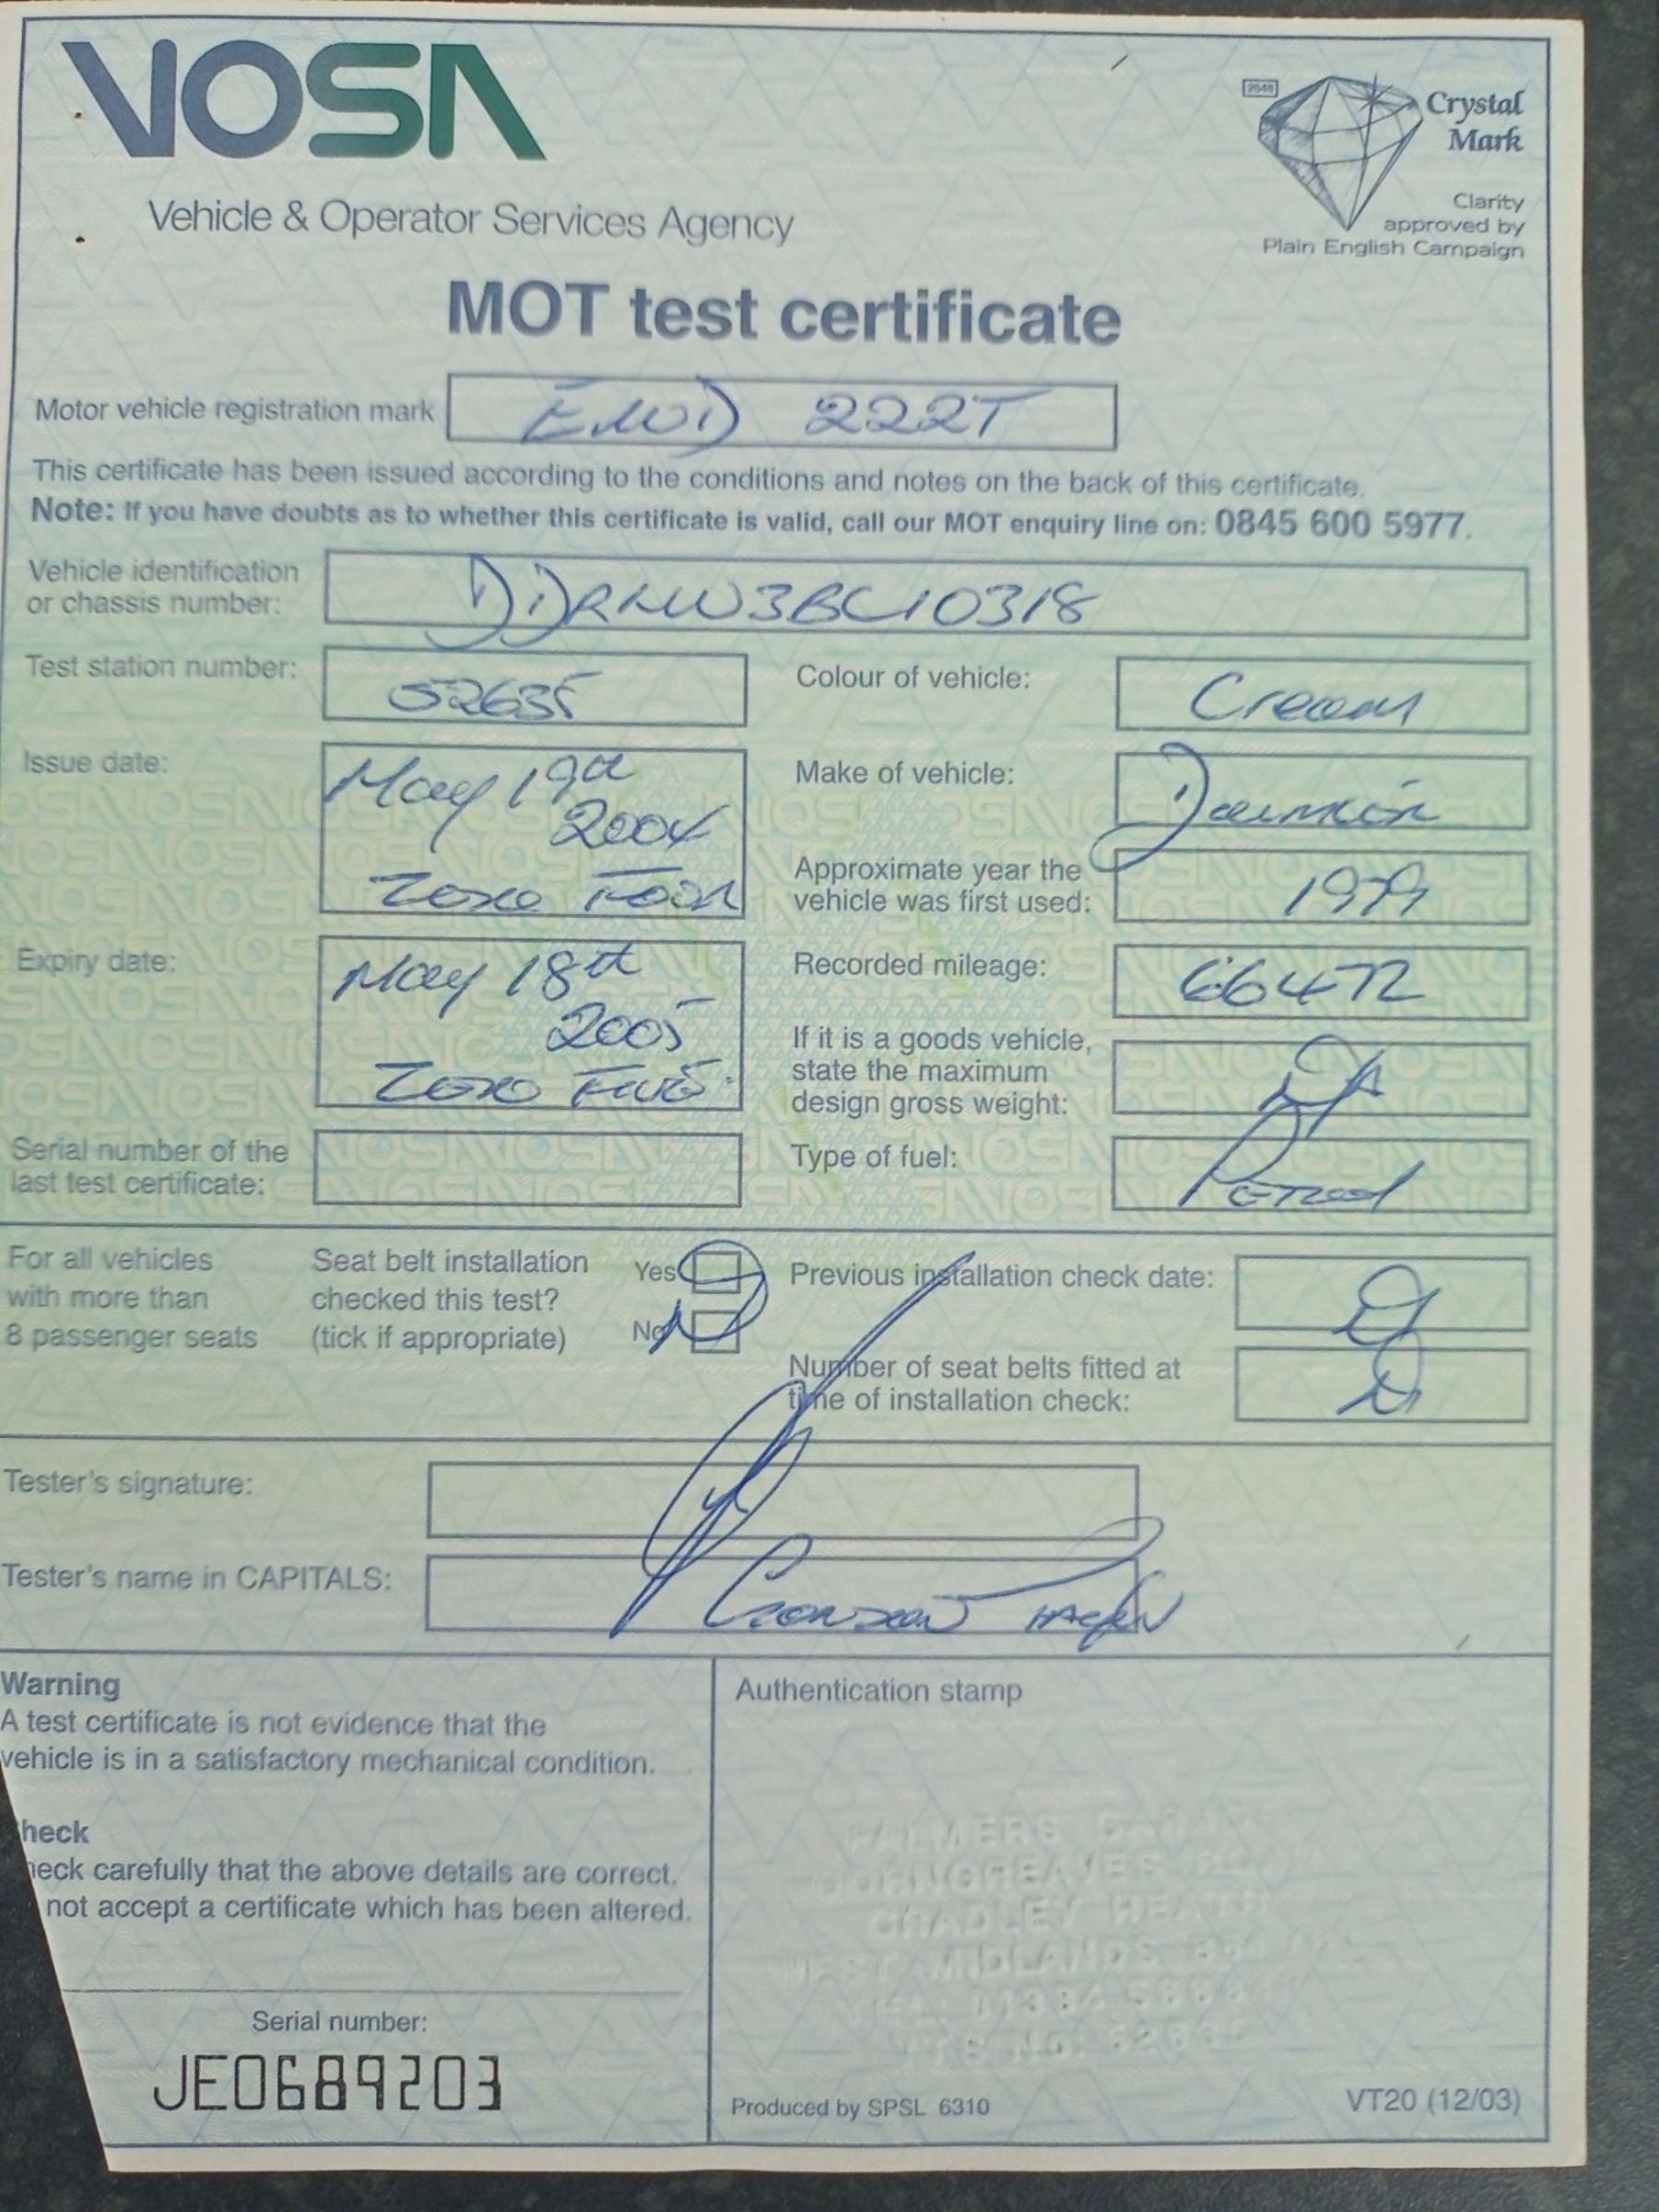 VOSA
Vehicle & Operator Services Agency
2648
Crystal
Mark
Clarity
approved by
Plain English Campaign
MOT test certificate
Motor vehicle registration mark
222T
This certificate has been issued according to the conditions and notes on the back of this certificate.
Note: If you have doubts as to whether this certificate is valid, call our MOT enquiry line on: 0845 600 5977.
Vehicle identification
or chassis number:
Test station number: 52635
Colour of vehicle: Cream
Issue date: May 19th
2004
Zero Four
Make of vehicle:
Approximate year the
vehicle was first used: 1979
Expiry date: May 18th
2005
Zero Five
Recorded mileage: 66472
If it is a goods vehicle,
state the maximum
design gross weight:
Serial number of the
last test certificate:
Type of fuel: Petrol
For all vehicles
with more than
8 passenger seats
Seat belt installation
checked this test?
(tick if appropriate)
Yes
No
Previous installation check date:
Number of seat belts fitted at
time of installation check:
Tester's signature:
Tester's name in CAPITALS:
Warning
A test certificate is not evidence that the
vehicle is in a satisfactory mechanical condition.
heck
heck carefully that the above details are correct.
not accept a certificate which has been altered.
Serial number:
JE0689203
Authentication stamp
CRADLEY HEATH
WEST MIDLANDS
Produced by SPSL 6310
VT20 (12/03)